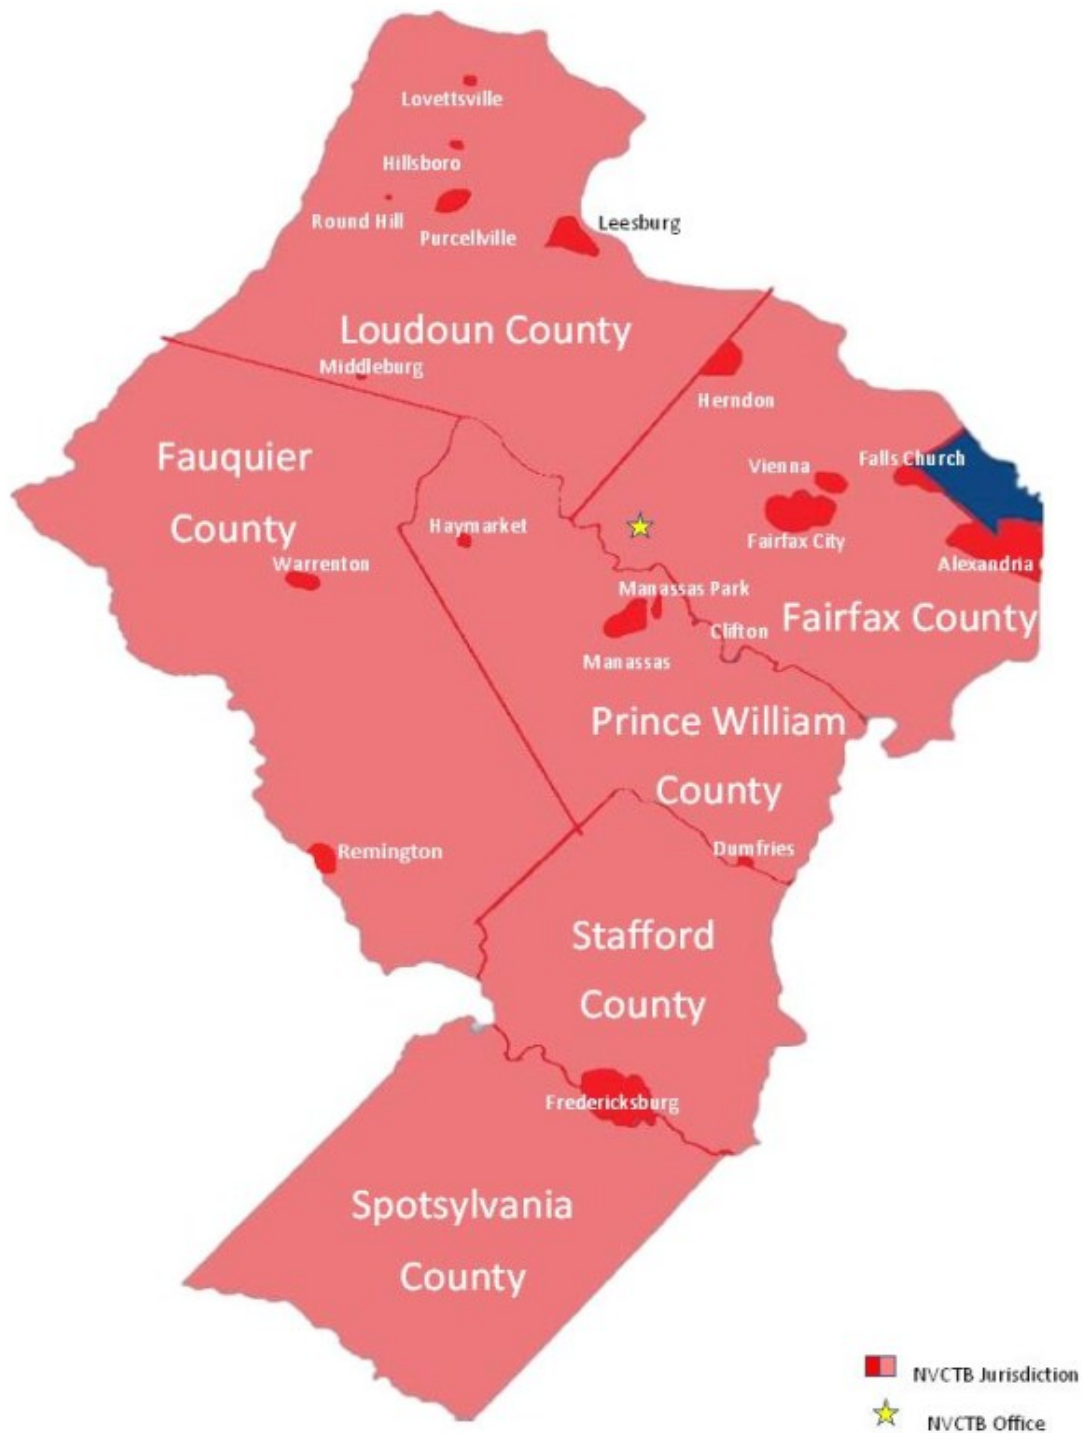 Lovettsville
Hillsboro
Round Hill
Purcellville
Leesburg
Loudoun County
Middleburg
Herndon
Fauquier
County
Vienna
Falls Church
Haymarket
Fairfax City
Warrenton
Alexandria
Manassas Park
Clifton
Fairfax County
Manassas
Prince William
County
Dumfries
Remington
Stafford
County
Fredericksburg
Spotsylvania
County
NVCTB Jurisdiction
NVCTB Office